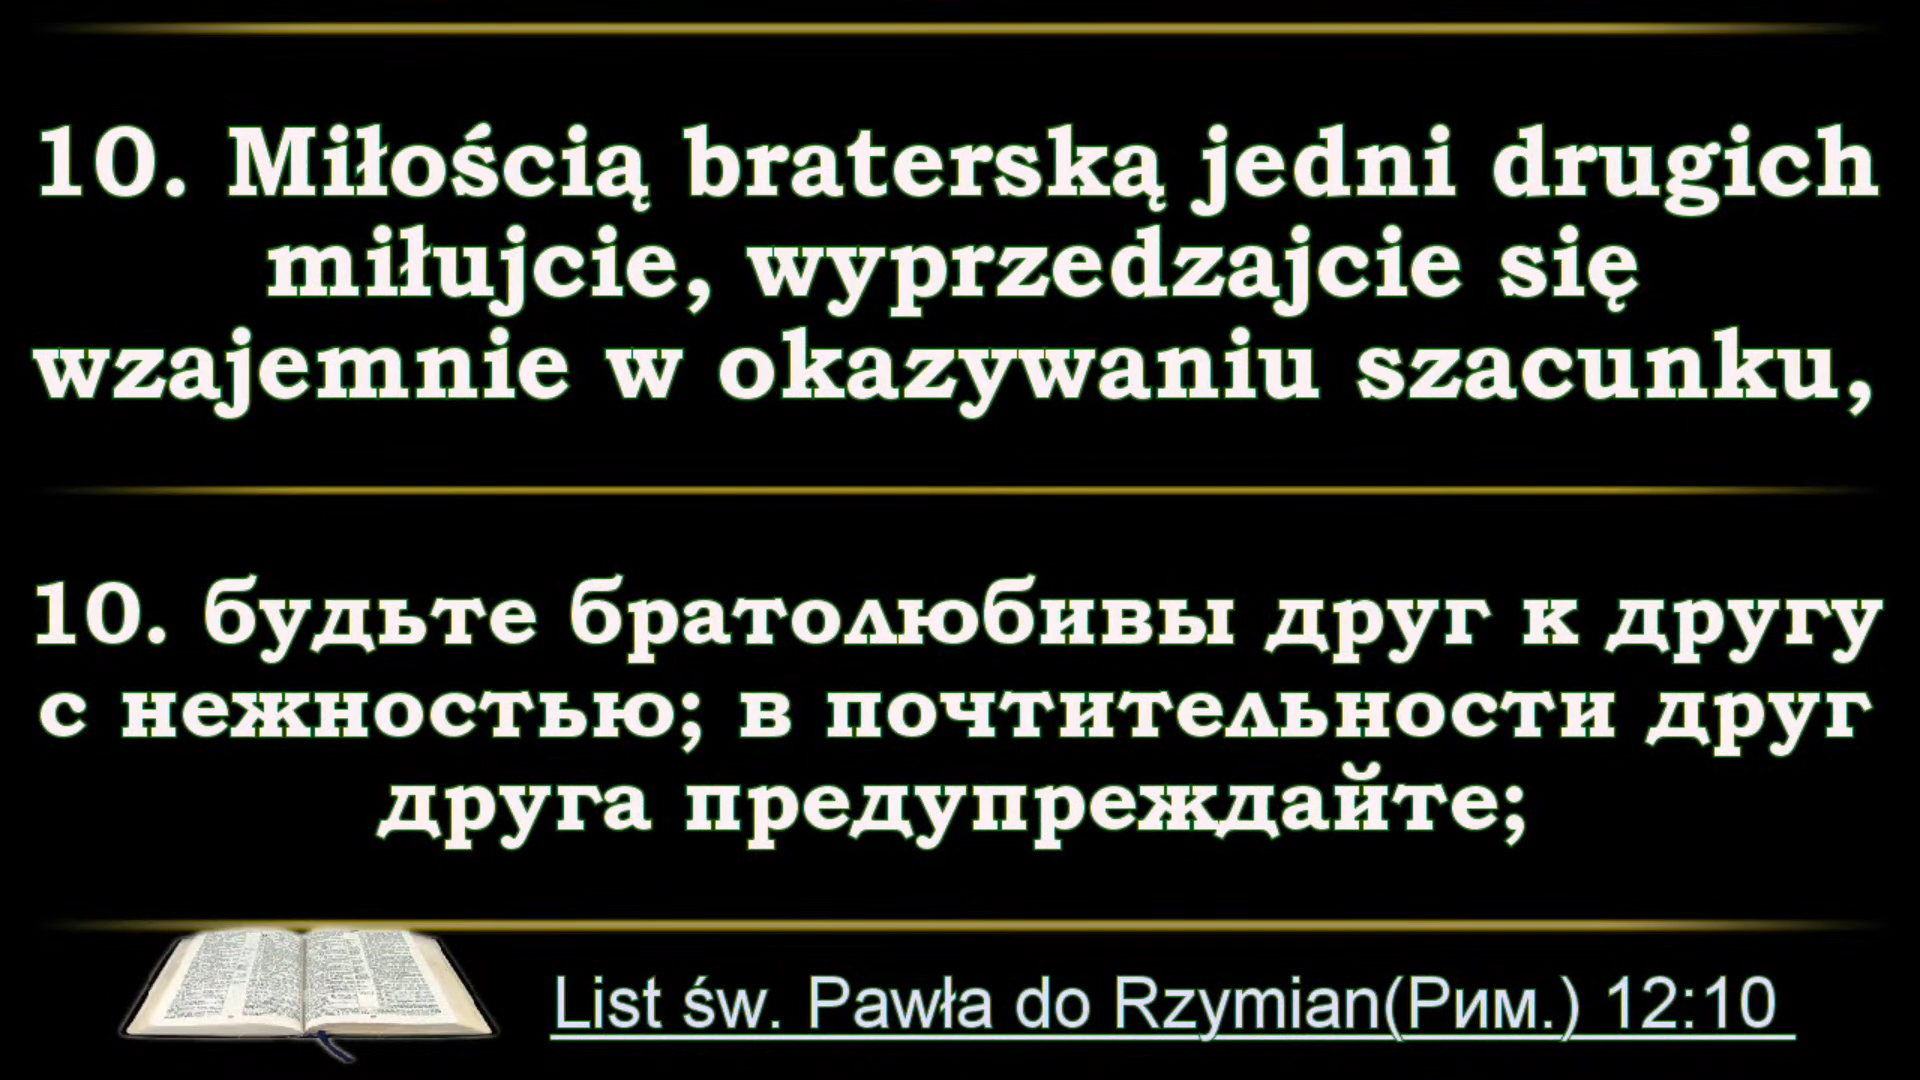 10. Miłością braterską jedni drugich
miłujcie, wyprzedzajcie się
wzajemnie w okazywaniu szacunku,
10. будьте братолюбивы друг к другу
с нежностью; в почтительности друг
друга предупреждайте;
List św. Pawła do Rzymian(Рим.) 12:10